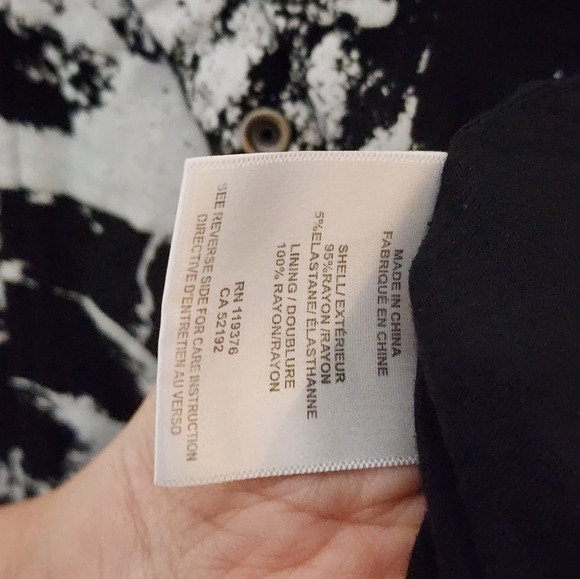 MADE IN CHINA
FABRIQUÉ EN CHINE
SHELL/EXTÉRIEUR
95%RAYON/RAYON
5%ELASTANE/ÉLASTHANNE
LINING/DOUBLURE
100% RAYON/RAYON
RN 119376
CA 52192
SEE REVERSE SIDE FOR CARE INSTRUCTION
DIRECTIVE D'ENTRETIEN AU VERSO